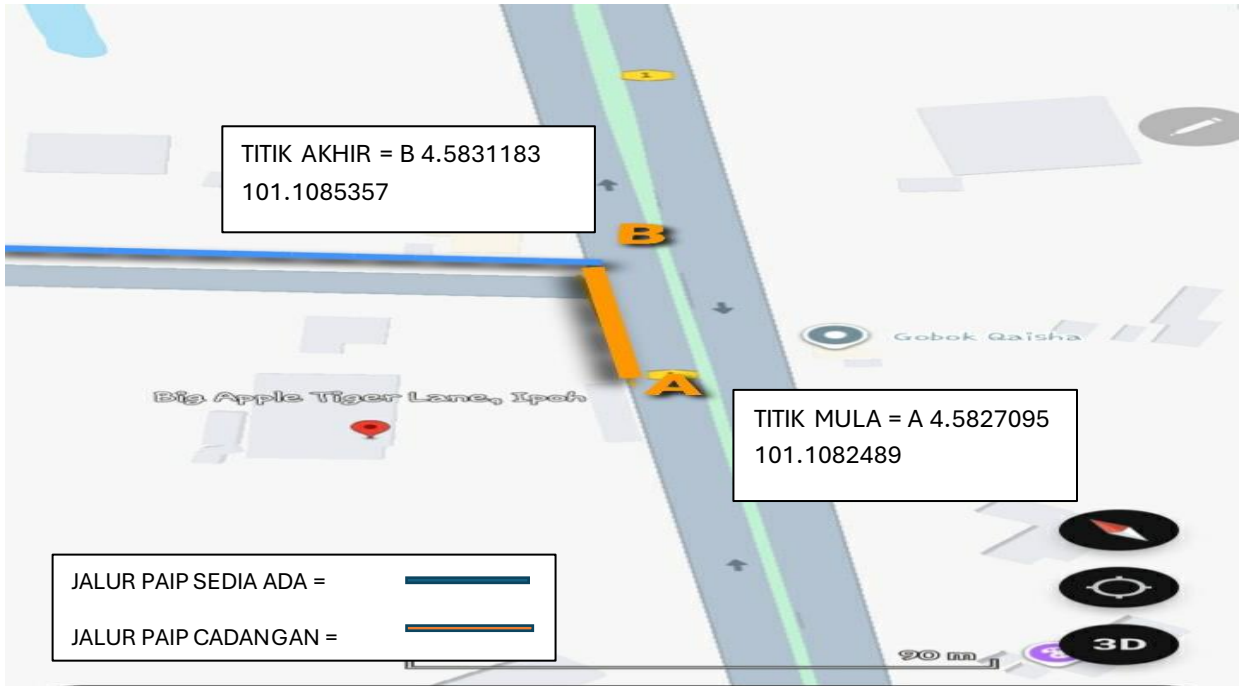 1
TITIK AKHIR = B 4.5831183
101.1085357
B
Gobok Qaisha
A
Big Apple Tiger Lane, Ipoh
TITIK MULA = A 4.5827095
101.1082489
JALUR PAIP SEDIA ADA =
JALUR PAIP CADANGAN =
90 m
3D